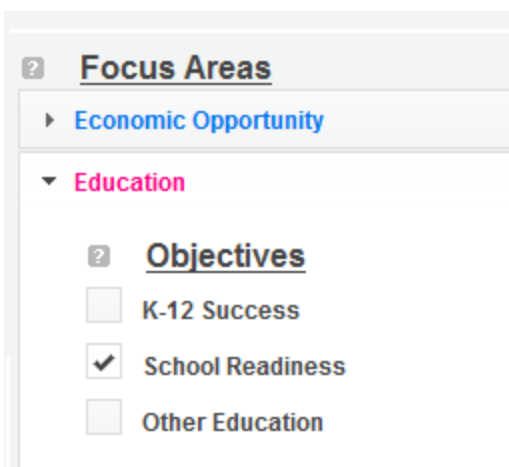 ? Focus Areas
Economic Opportunity
Education
? Objectives
K-12 Success
School Readiness
Other Education